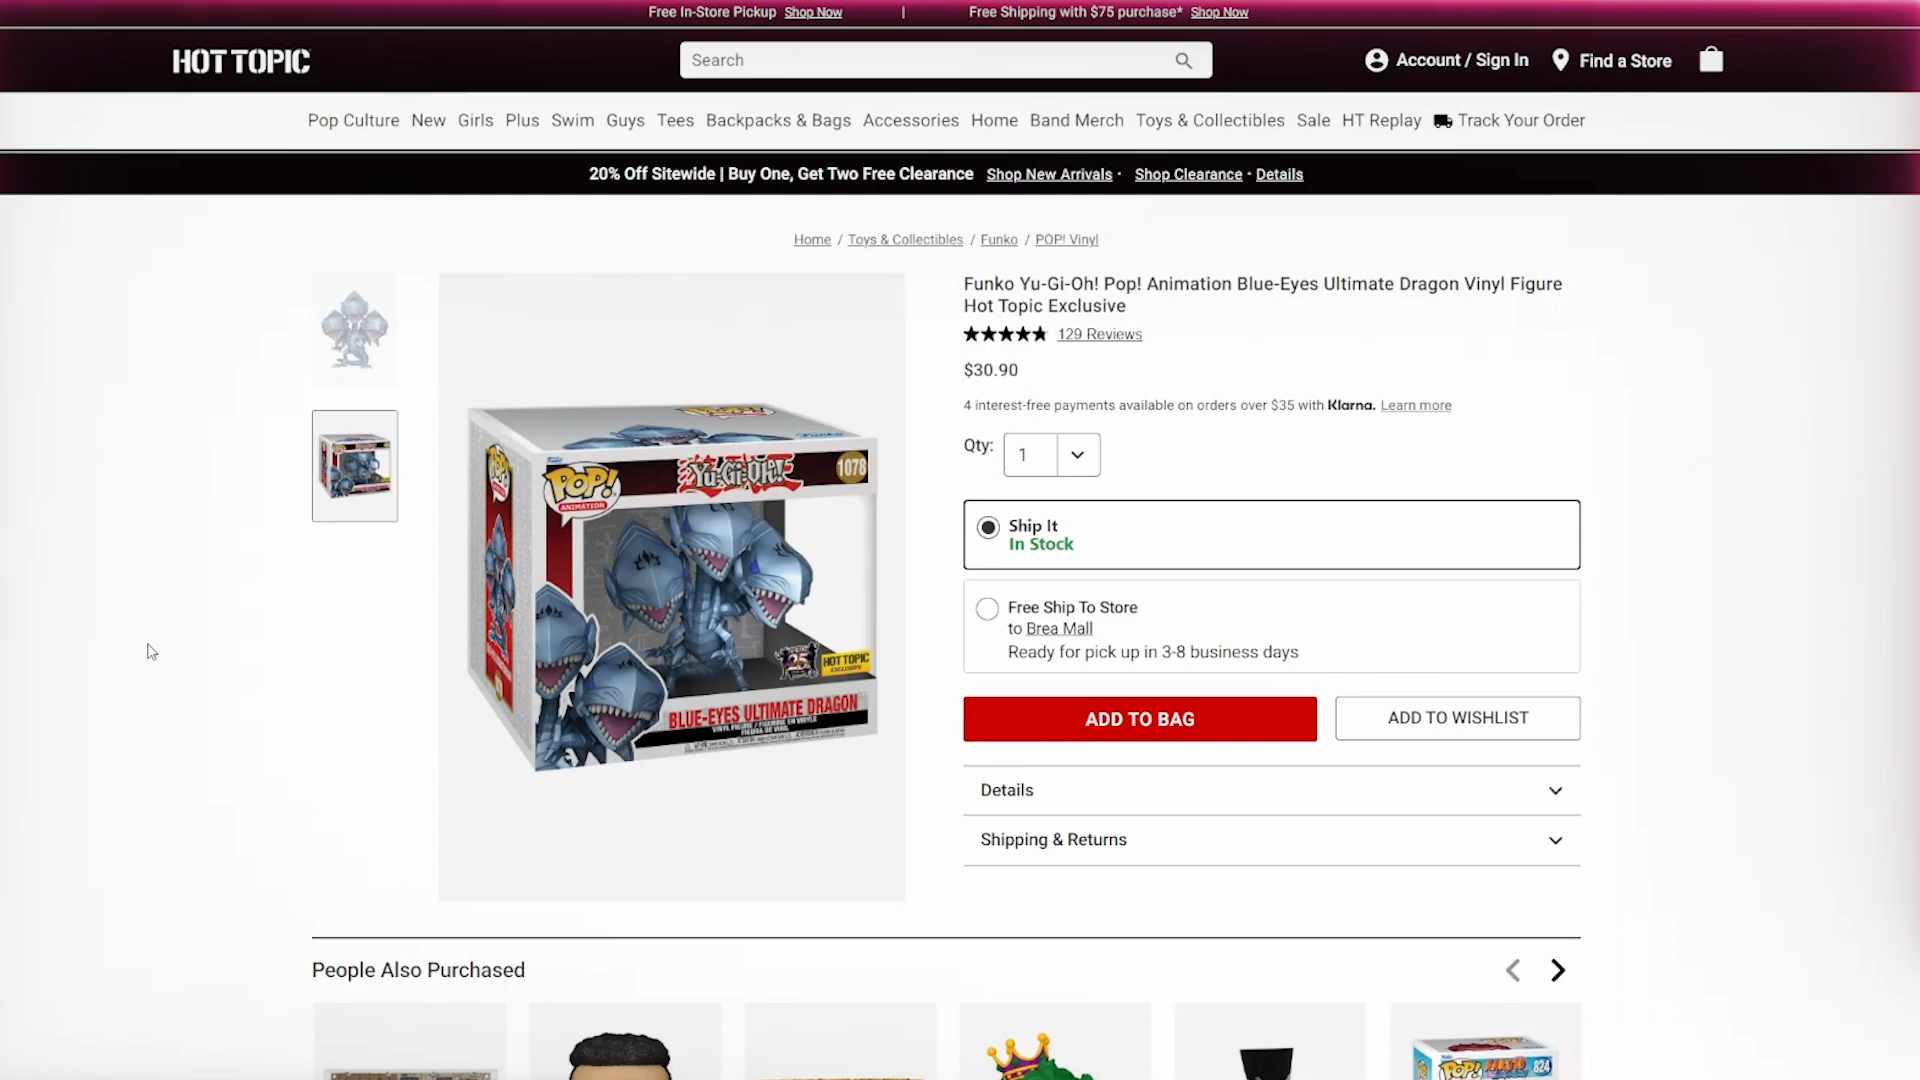 Free In-Store Pickup Shop Now | Free Shipping with $75 purchase* Shop Now
HOT TOPIC
Search
Account / Sign In
Find a Store
Pop Culture New Girls Plus Swim Guys Tees Backpacks & Bags Accessories Home Band Merch Toys & Collectibles Sale HT Replay Track Your Order
20% Off Sitewide | Buy One, Get Two Free Clearance Shop New Arrivals · Shop Clearance · Details
Home / Toys & Collectibles / Funko / POP! Vinyl
POP!
ANIMATION
Yu-Gi-Oh!
1078
25
HOT TOPIC
EXCLUSIVE
BLUE-EYES ULTIMATE DRAGON
Funko Yu-Gi-Oh! Pop! Animation Blue-Eyes Ultimate Dragon Vinyl Figure
Hot Topic Exclusive
129 Reviews
$30.90
4 interest-free payments available on orders over $35 with Klarna. Learn more
Qty: 1
Ship It
In Stock
Free Ship To Store
to Brea Mall
Ready for pick up in 3-8 business days
ADD TO BAG
ADD TO WISHLIST
Details
Shipping & Returns
People Also Purchased
POP!
NARUTO
824